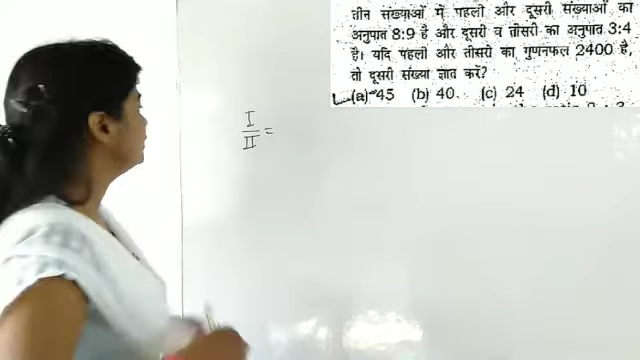 तीन संख्याओं में पहली और दूसरी संख्याओं का
अनुपात 8:9 है और दूसरी व तीसरी का अनुपात 3:4
है। यदि पहली और तीसरी का गुणनफल 2400 है,
तो दूसरी संख्या ज्ञात करें?
(a) 45 (b) 40 (c) 24 (d) 10
I
II =